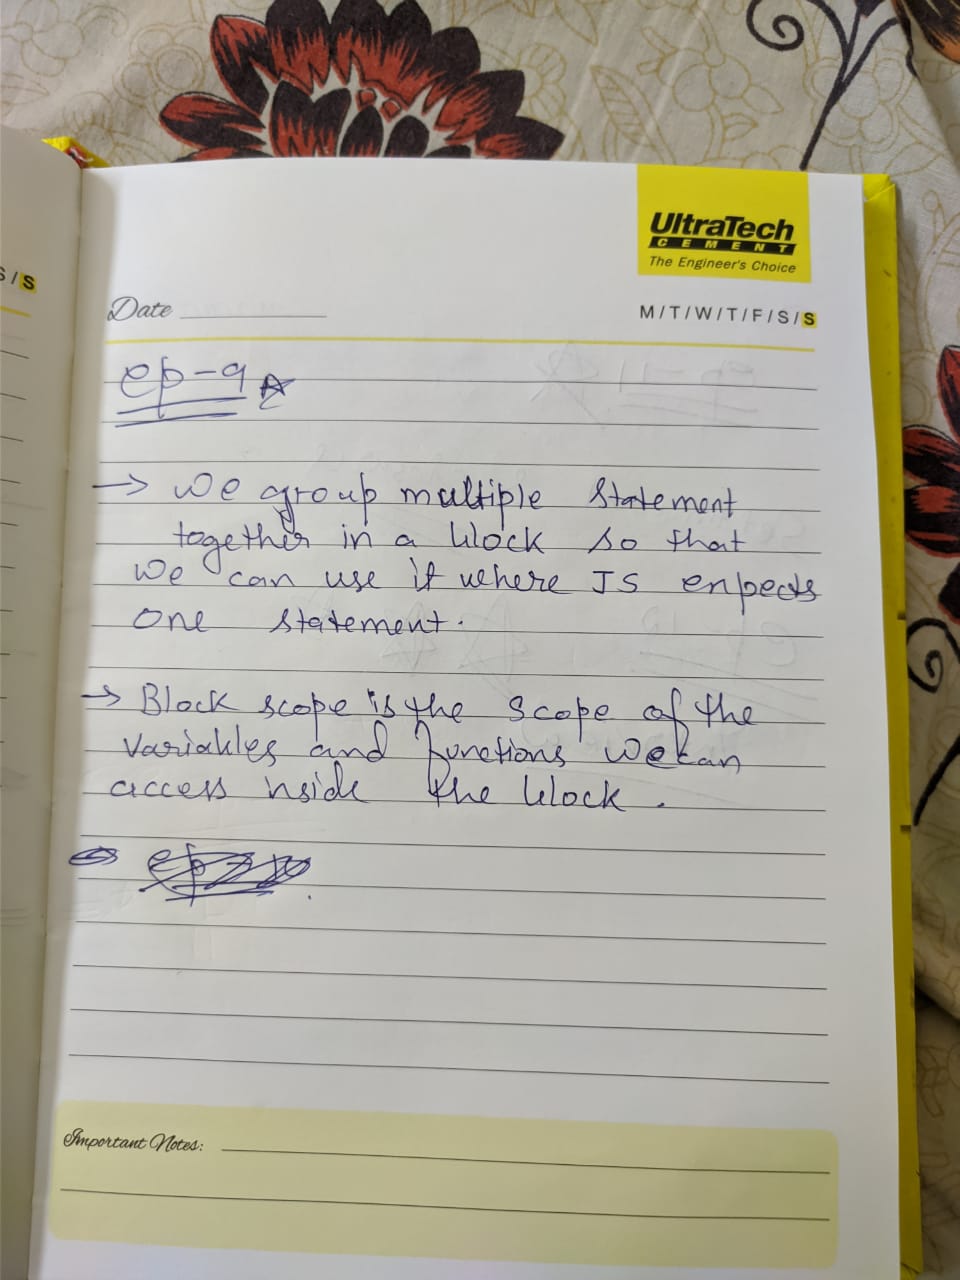 UltraTech
CEMENT
The Engineer's Choice
S/S
Date
M/T/W/T/F/S/S
ep-9
→ We group multiple statement
together in a block so that
we can use it where JS enpects
one statement.
→ Block scope is the scope of the
variables and functions we can
access inside the block.
Important Notes: